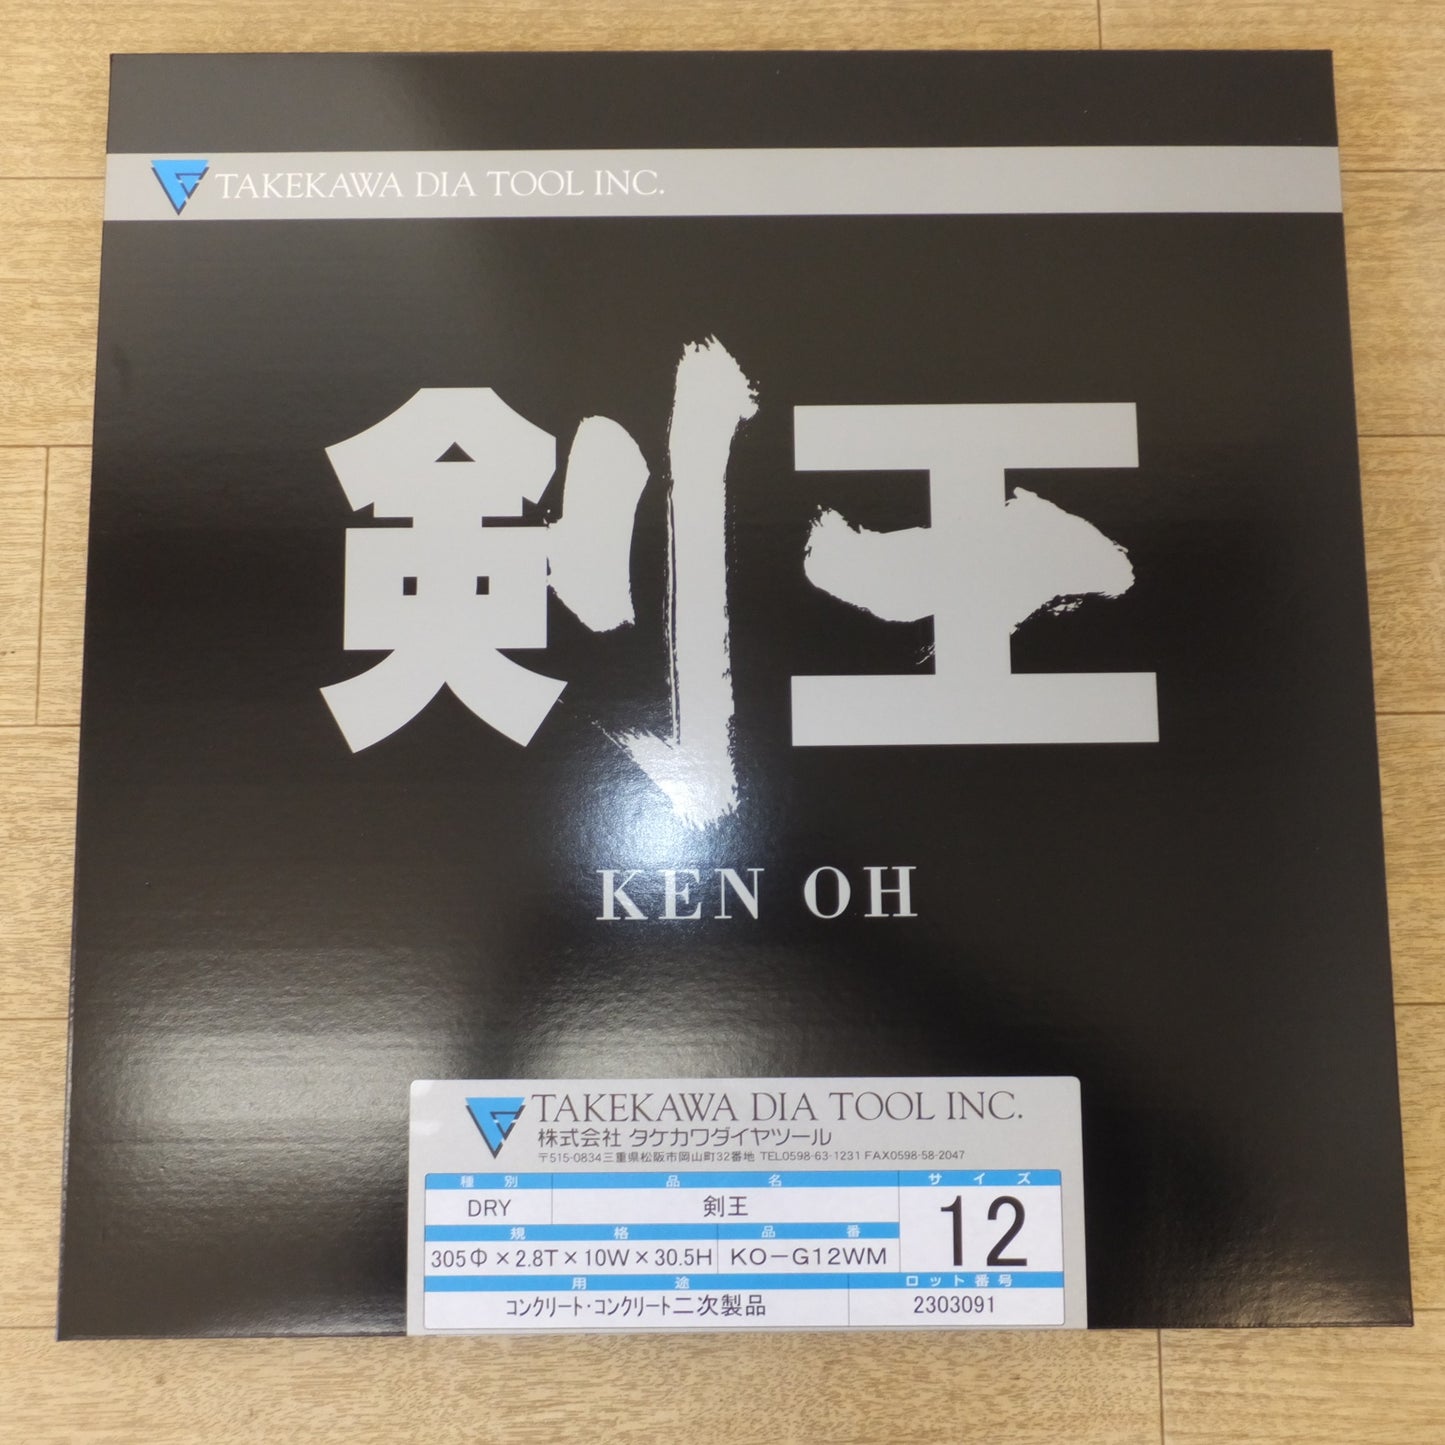 TAKEKAWA DIA TOOL INC.
剣王
KEN OH
TAKEKAWA DIA TOOL INC.
株式会社 タケカワダイヤツール
〒515-0834三重県松阪市岡山町32番地 TEL0598-63-1231 FAX0598-58-2047
種別 品名 サイズ
DRY 剣王 12
規格 品番
305Φ×2.8T×10W×30.5H KO-G12WM
用途 ロット番号
コンクリート・コンクリート二次製品 2303091